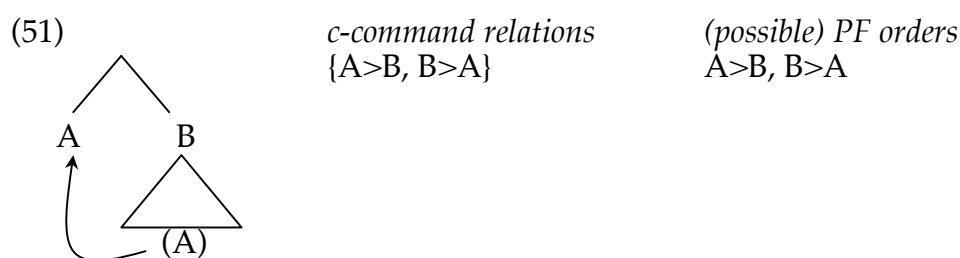 (51) c-command relations (possible) PF orders
{A>B, B>A} A>B, B>A
A B
(A)